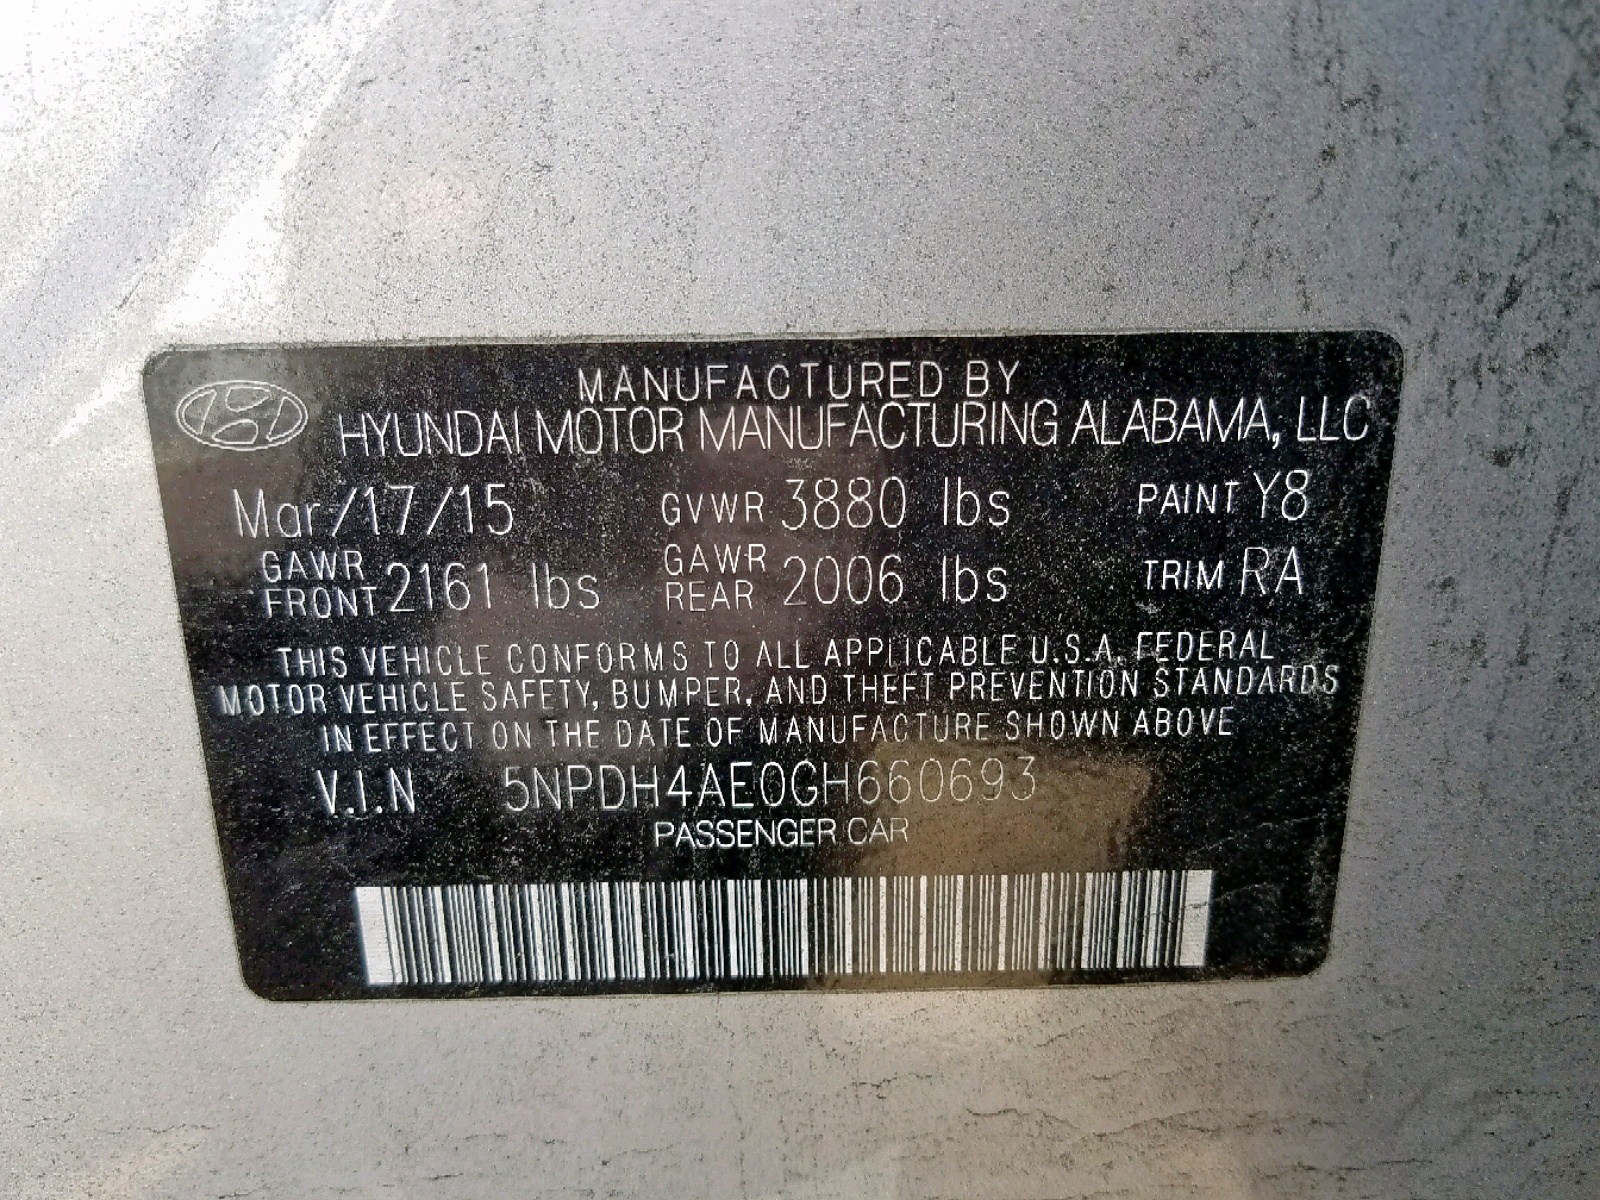 MANUFACTURED BY
HYUNDAI MOTOR MANUFACTURING ALABAMA, LLC
Mar/17/15 GVWR 3880 lbs PAINT Y8
GAWR FRONT 2161 lbs GAWR REAR 2006 lbs TRIM RA
THIS VEHICLE CONFORMS TO ALL APPLICABLE U.S.A. FEDERAL
MOTOR VEHICLE SAFETY, BUMPER, AND THEFT PREVENTION STANDARDS
IN EFFECT ON THE DATE OF MANUFACTURE SHOWN ABOVE
V.I.N 5NPDH4AE0GH660693
PASSENGER CAR